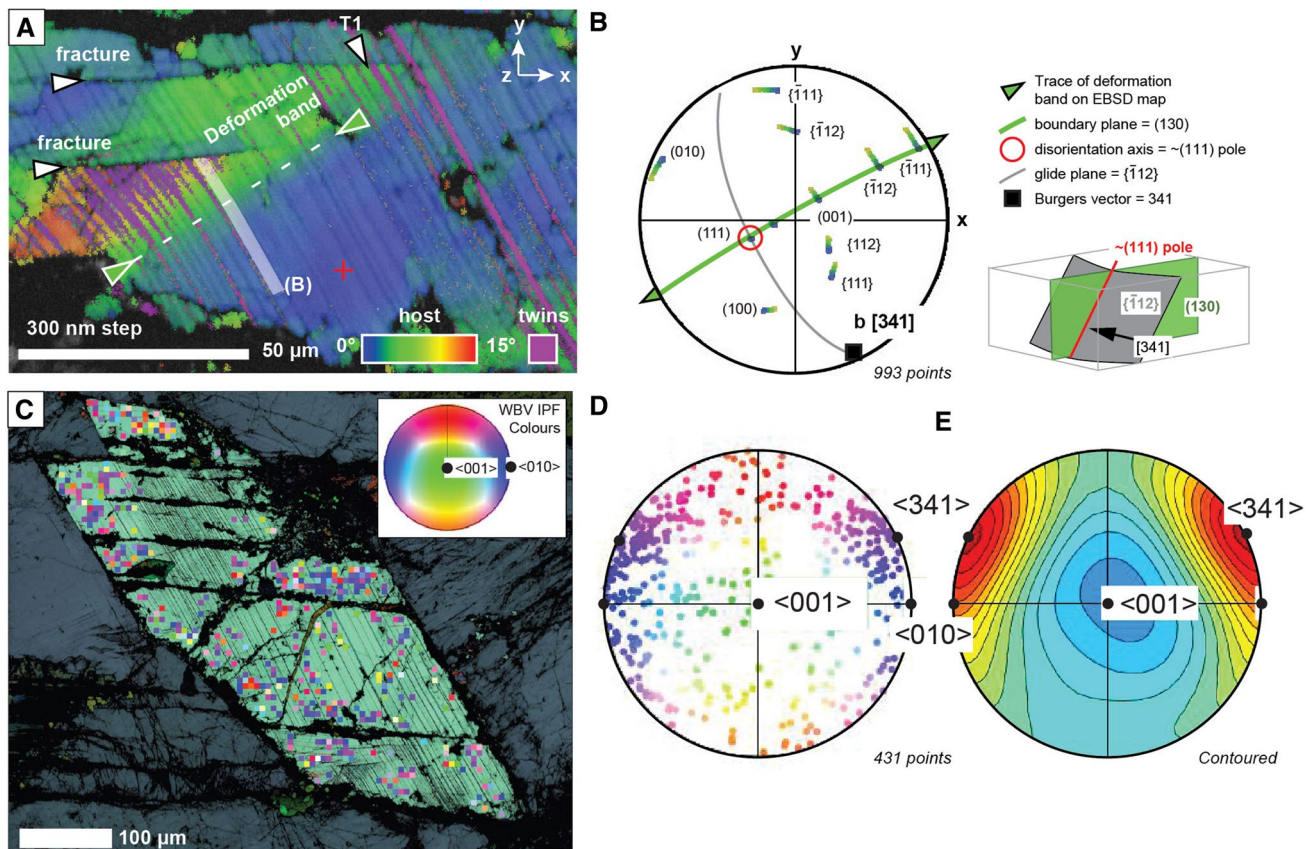 A
fracture
T1
y
z
x
Deformation
band
fracture
(B)
300 nm step
50 µm
host
0º
15º
twins
B
y
x
{1̄11}
{1̄12}
(010)
{1̄11}
{1̄12}
(001)
(111)
{112}
{111}
(100)
b [341]
993 points
Trace of deformation
band on EBSD map
boundary plane = (130)
disorientation axis = ~(111) pole
glide plane = {1̄12}
Burgers vector = 341
~(111) pole
{1̄12}
(130)
[341]
C
WBV IPF
Colours
<001>
<010>
100 µm
D
<341>
<001>
<010>
431 points
E
<341>
<001>
Contoured